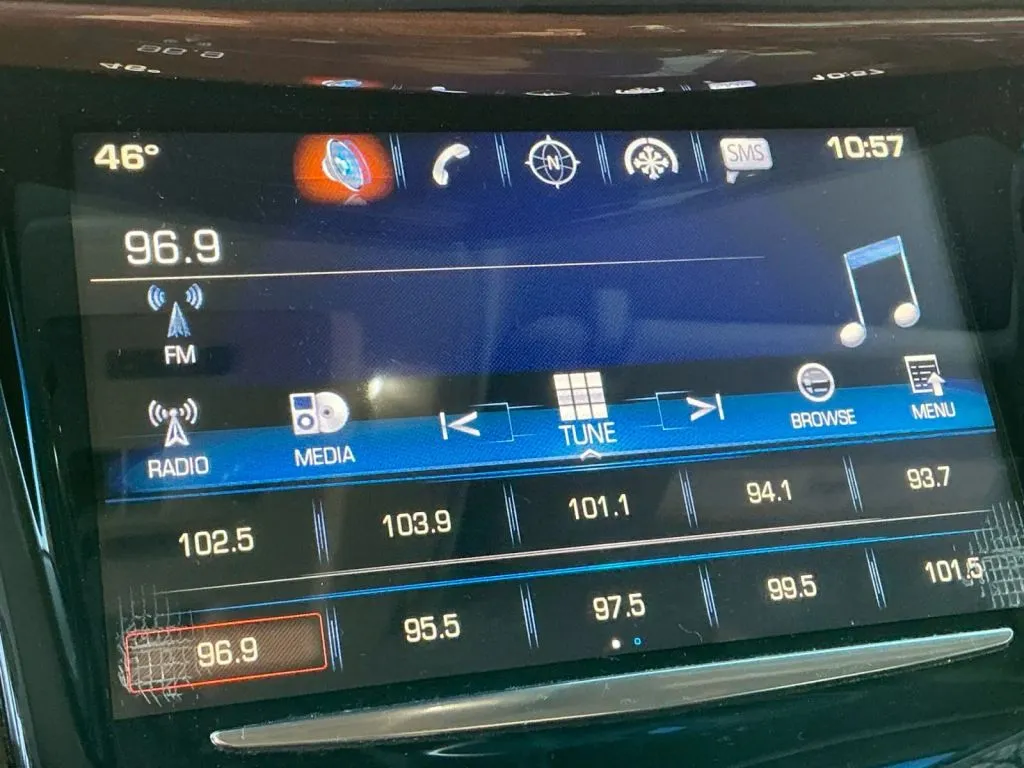 46° N SMS 10:57
96.9
FM
RADIO MEDIA TUNE BROWSE MENU
102.5 103.9 101.1 94.1 93.7
96.9 95.5 97.5 99.5 101.5